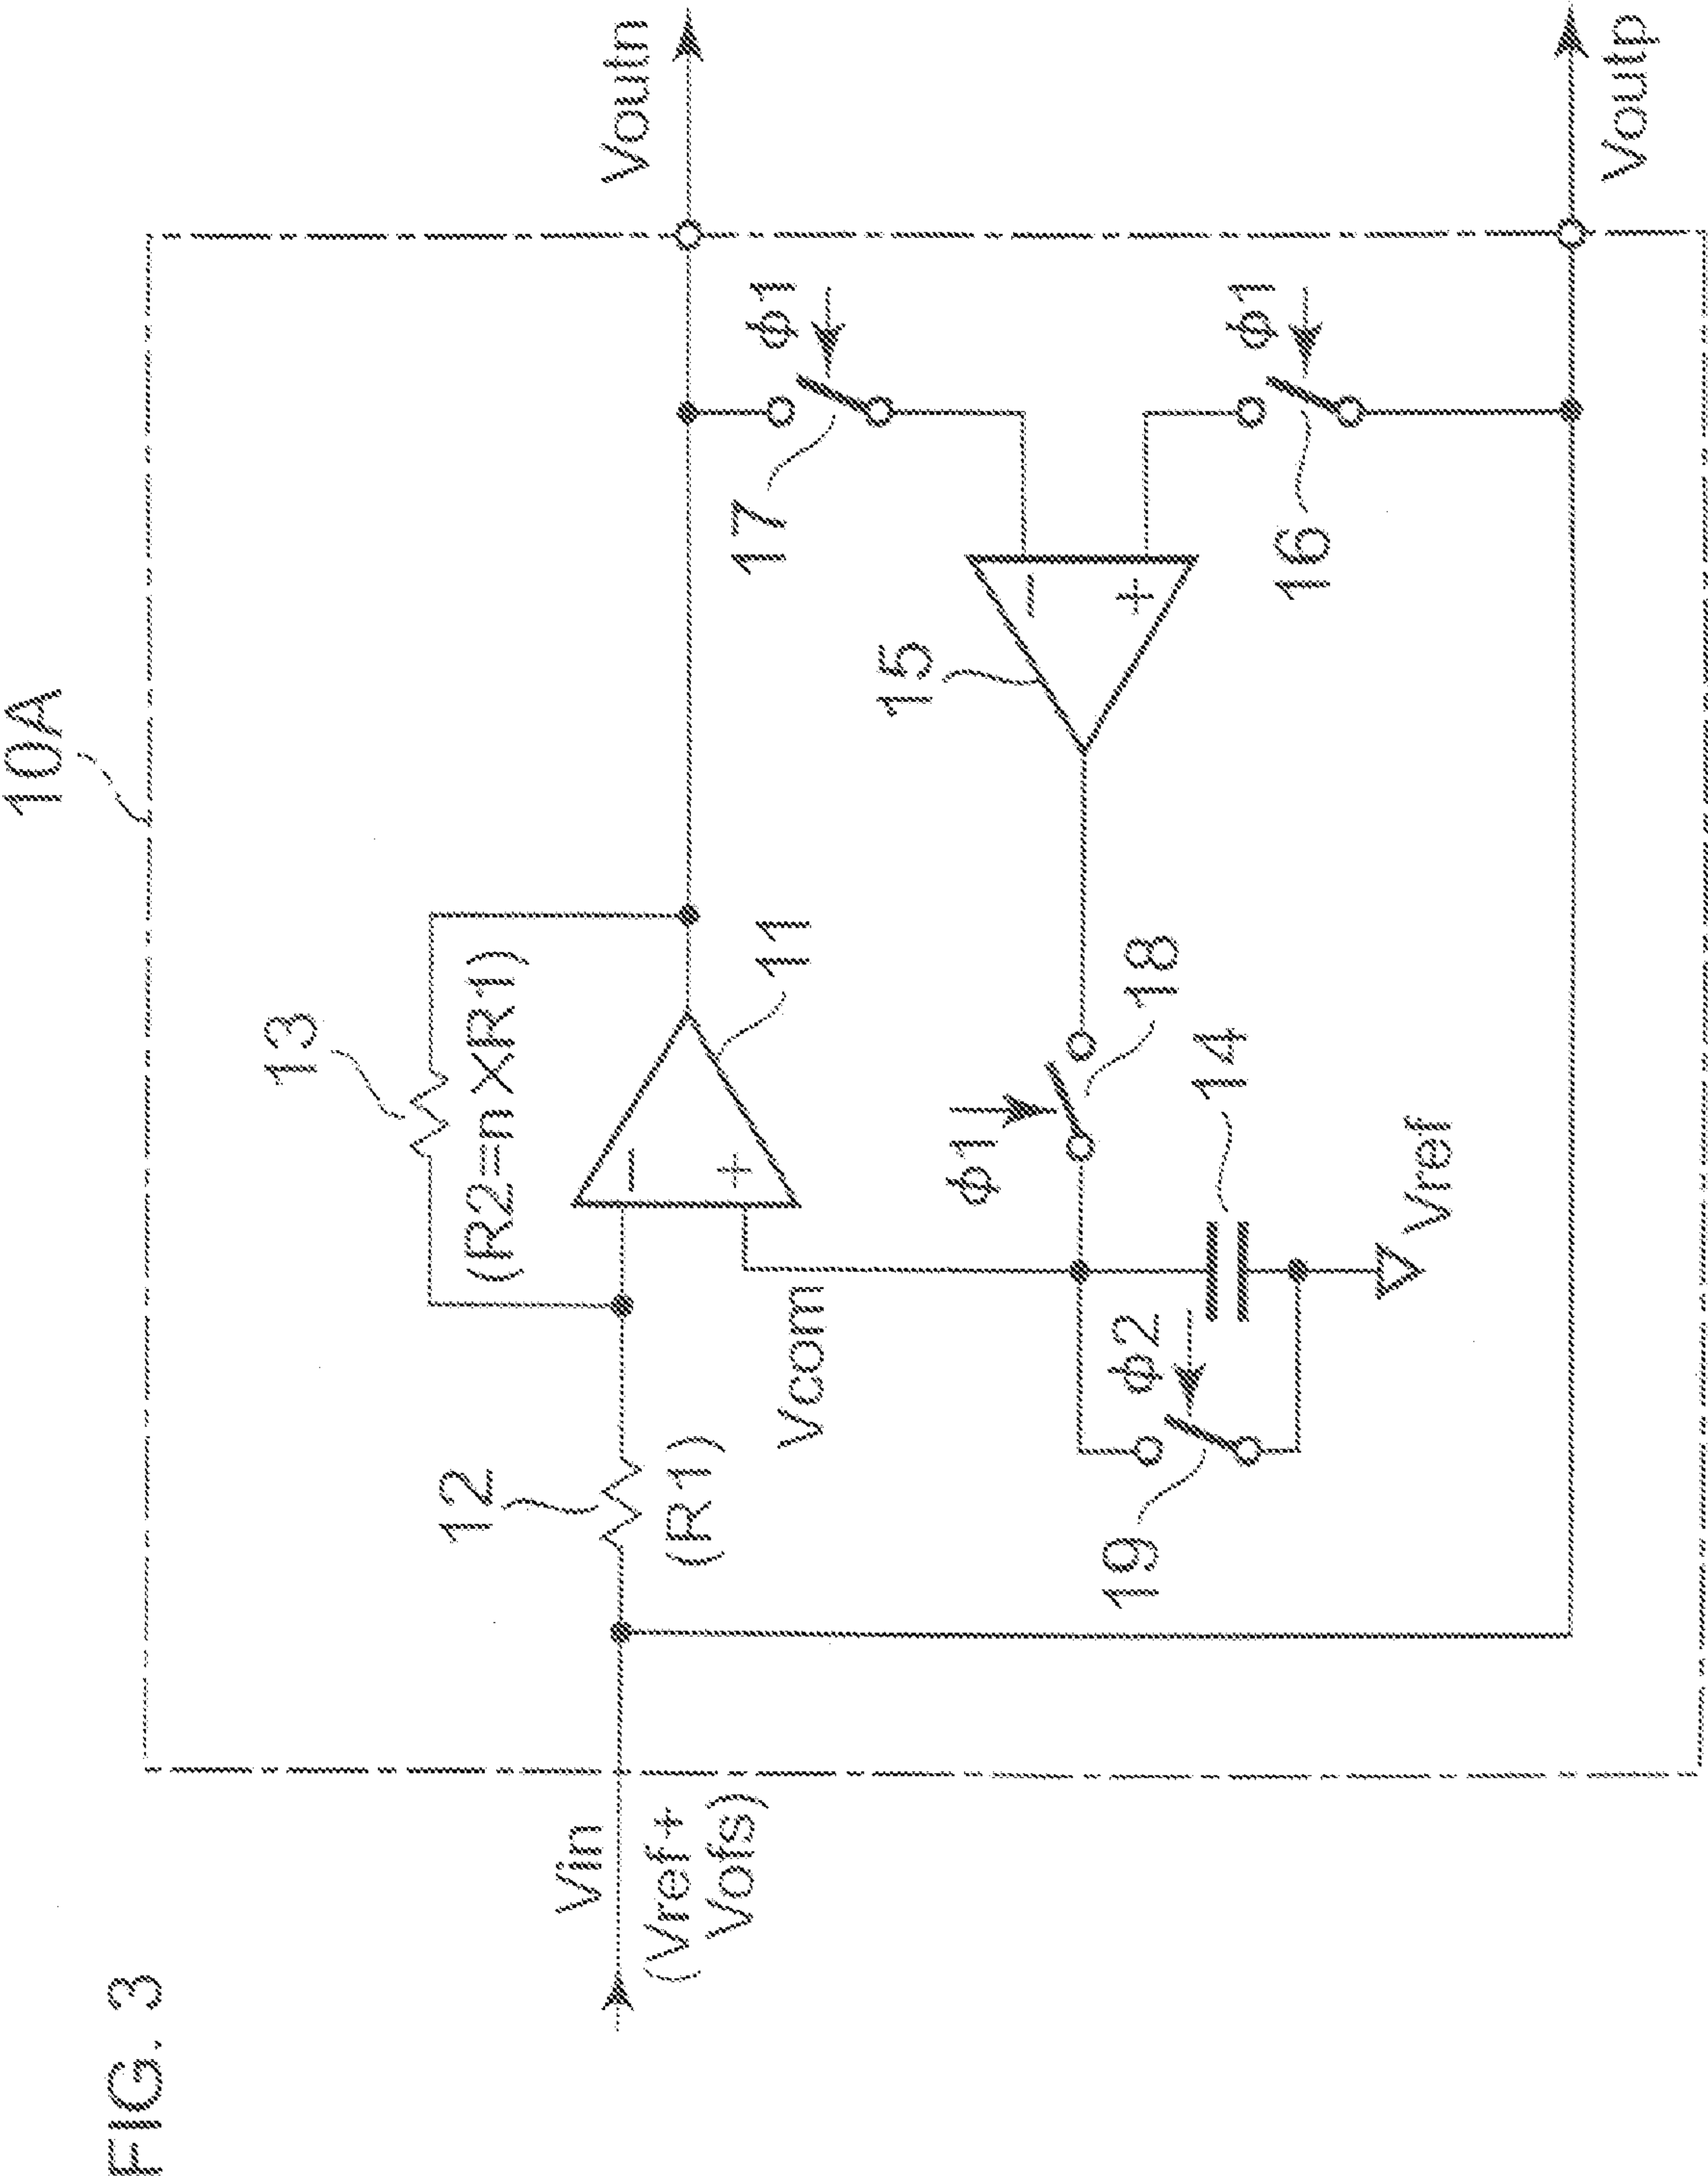 FIG. 3
10A
13
(R2=n×R1)
12
(R1)
11
Vin
(Vref+
Vofs)
Vcom
−
+
Voutn
17
ϕ1
15
−
+
ϕ1
18
ϕ2
19
14
Vref
16
ϕ1
Voutp